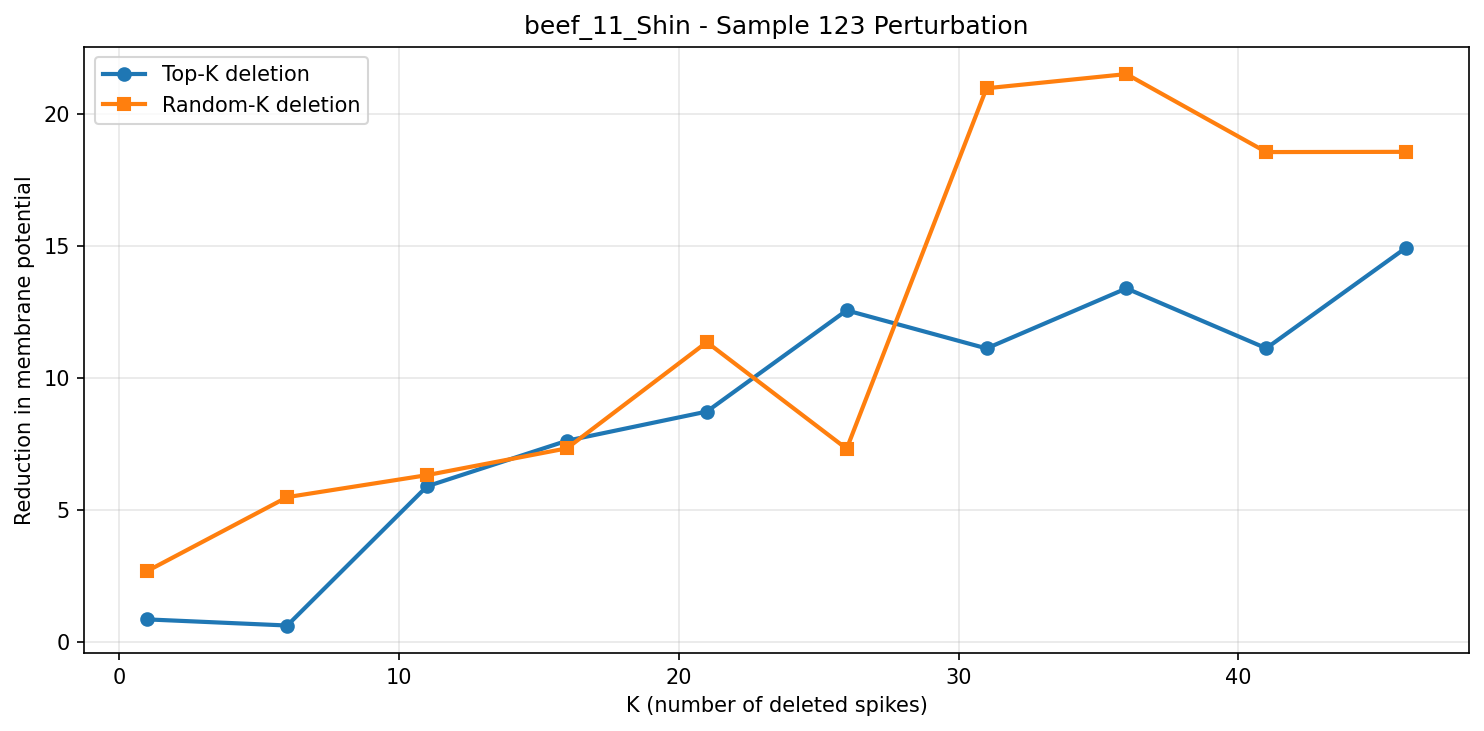 beef_11_Shin - Sample 123 Perturbation
Top-K deletion
Random-K deletion
Reduction in membrane potential
20
15
10
5
0
0 10 20 30 40
K (number of deleted spikes)